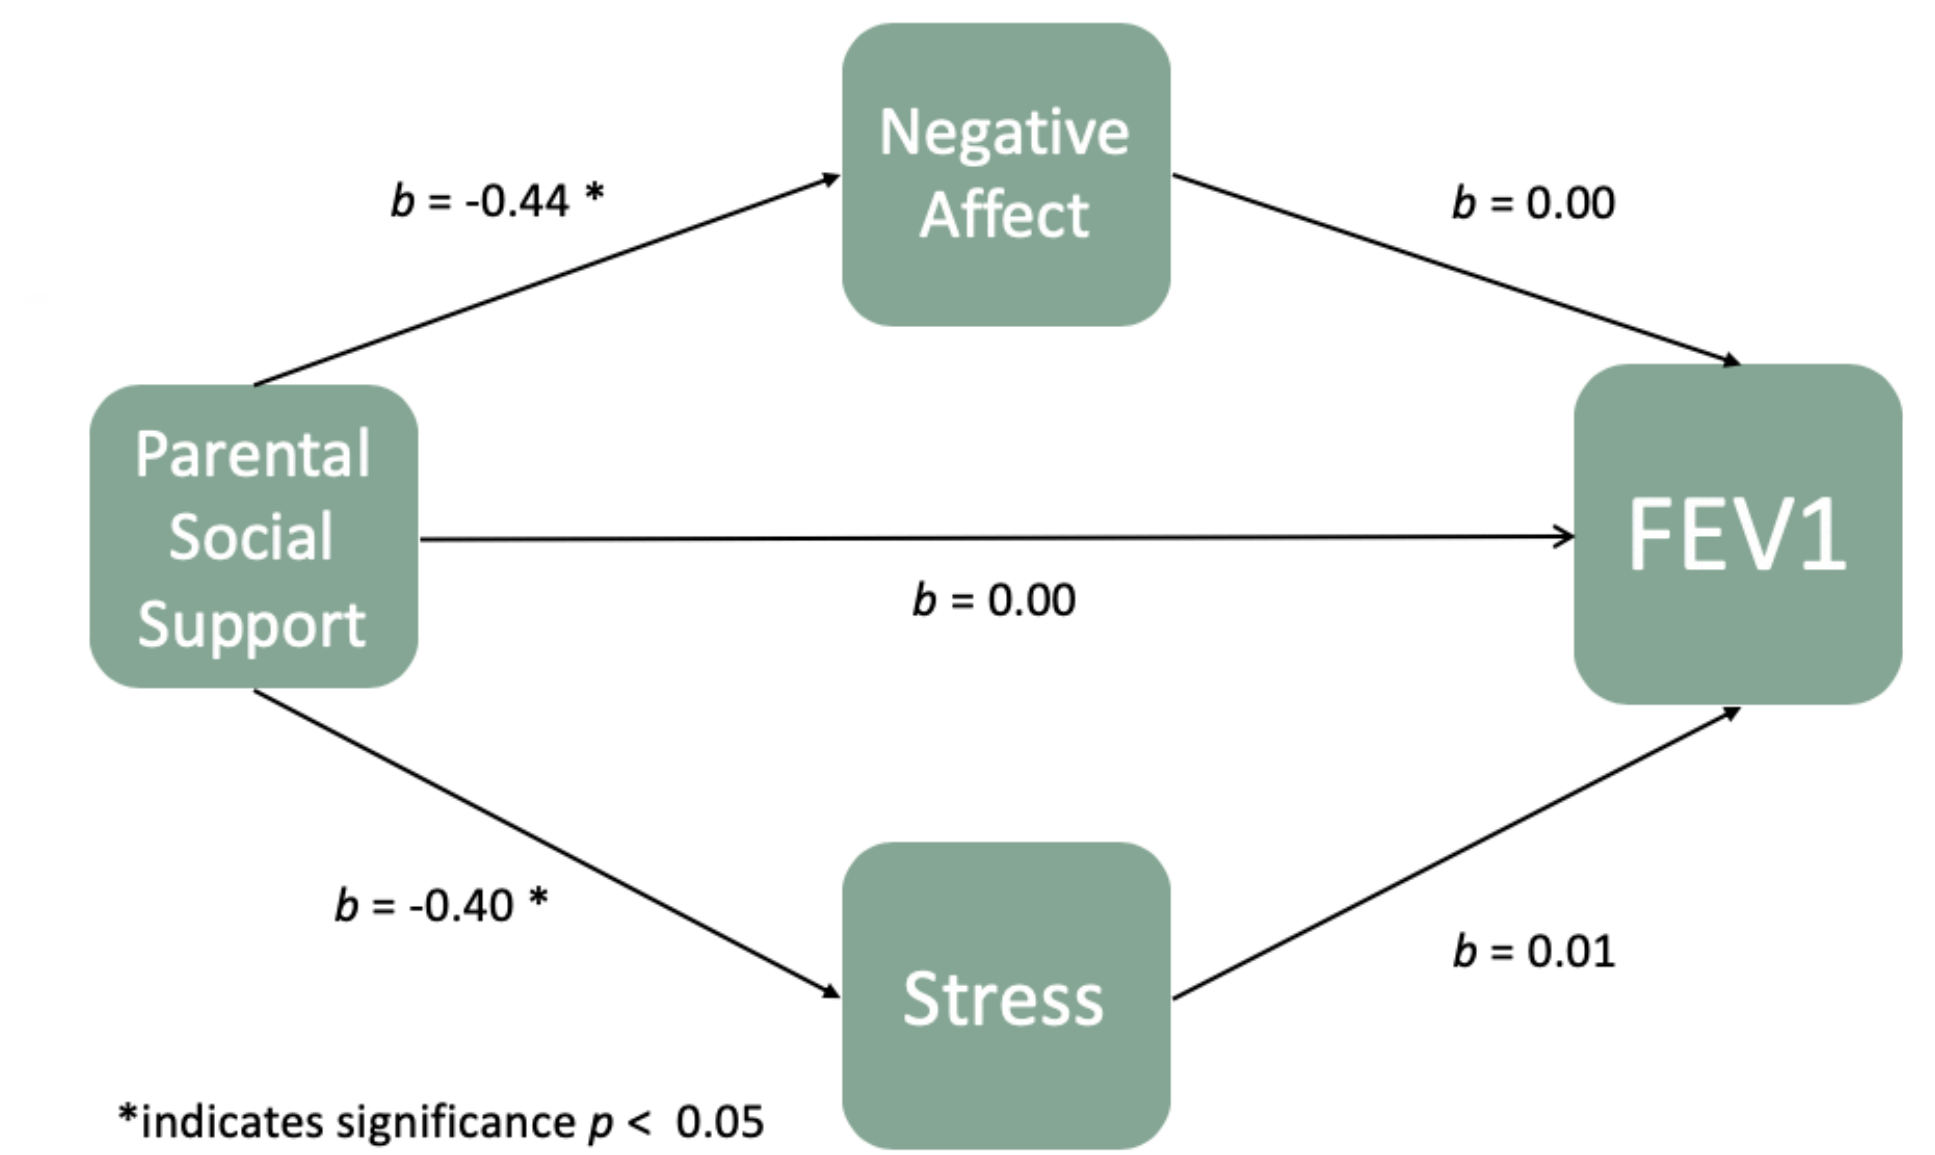 Negative
Affect
b = -0.44 *
b = 0.00
Parental
Social
Support
FEV1
b = 0.00
b = -0.40 *
Stress
b = 0.01
*indicates significance p < 0.05